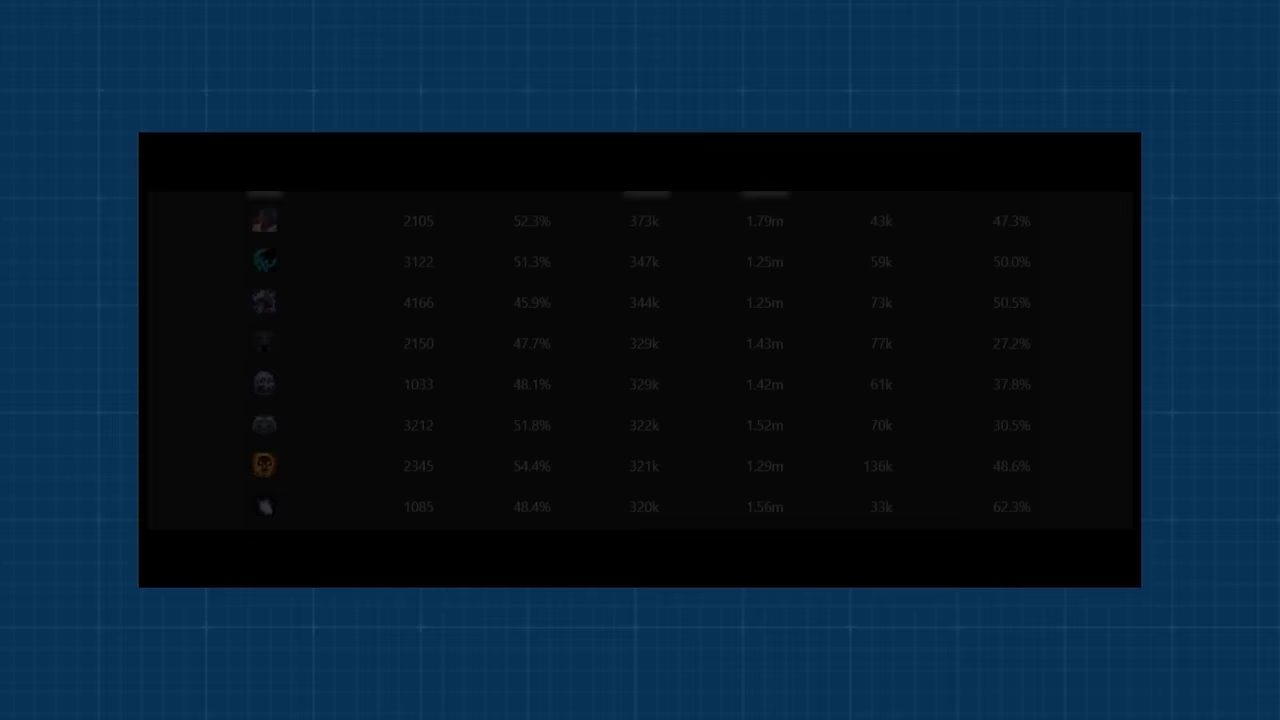 2105 52.3% 373k 1.79m 43k 47.3%
3122 51.3% 347k 1.25m 59k 50.0%
4166 45.9% 344k 1.25m 73k 50.5%
2150 47.7% 329k 1.43m 77k 27.2%
1033 48.1% 329k 1.42m 61k 37.8%
3212 51.8% 322k 1.52m 70k 30.5%
2345 54.4% 321k 1.29m 136k 48.6%
1085 48.4% 320k 1.56m 33k 62.3%